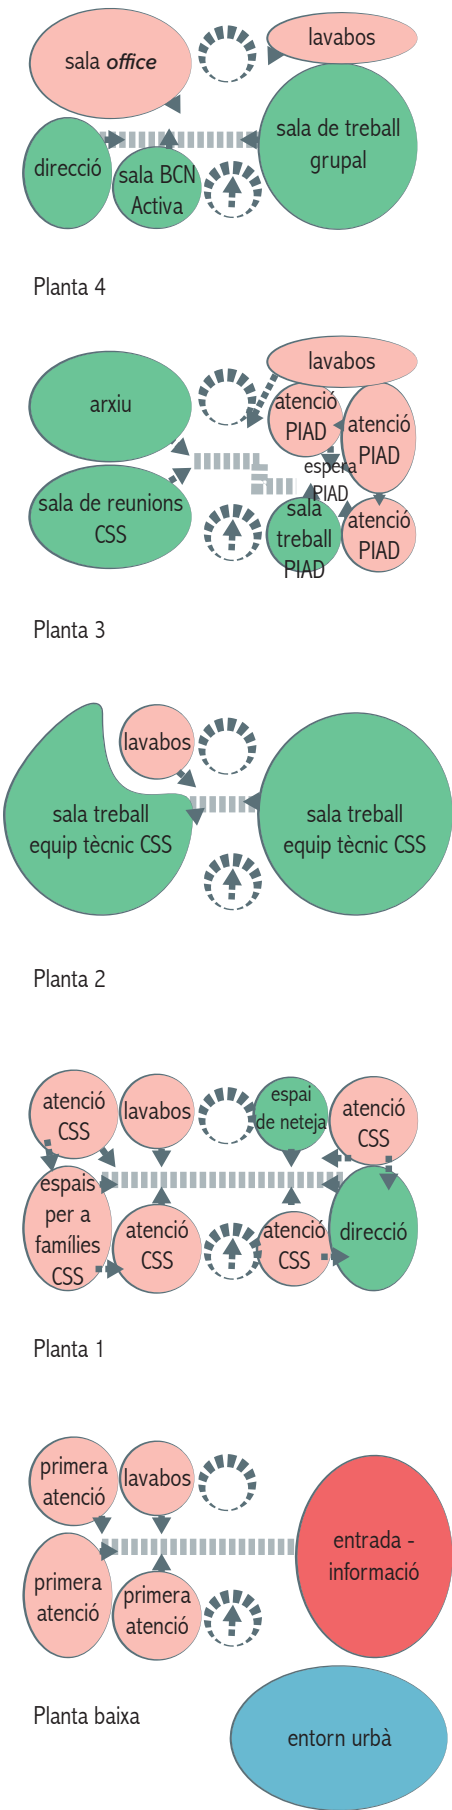 sala office
lavabos
sala de treball
grupal
direcció
sala BCN
Activa
Planta 4
lavabos
arxiu
atenció
PIAD
atenció
PIAD
espera
PIAD
sala de reunions
CSS
sala
treball
PIAD
atenció
PIAD
Planta 3
lavabos
sala treball
equip tècnic CSS
sala treball
equip tècnic CSS
Planta 2
atenció
CSS
lavabos
espai
de neteja
atenció
CSS
espais
per a
famílies
CSS
atenció
CSS
atenció
CSS
direcció
Planta 1
primera
atenció
lavabos
entrada -
informació
primera
atenció
primera
atenció
Planta baixa
entorn urbà